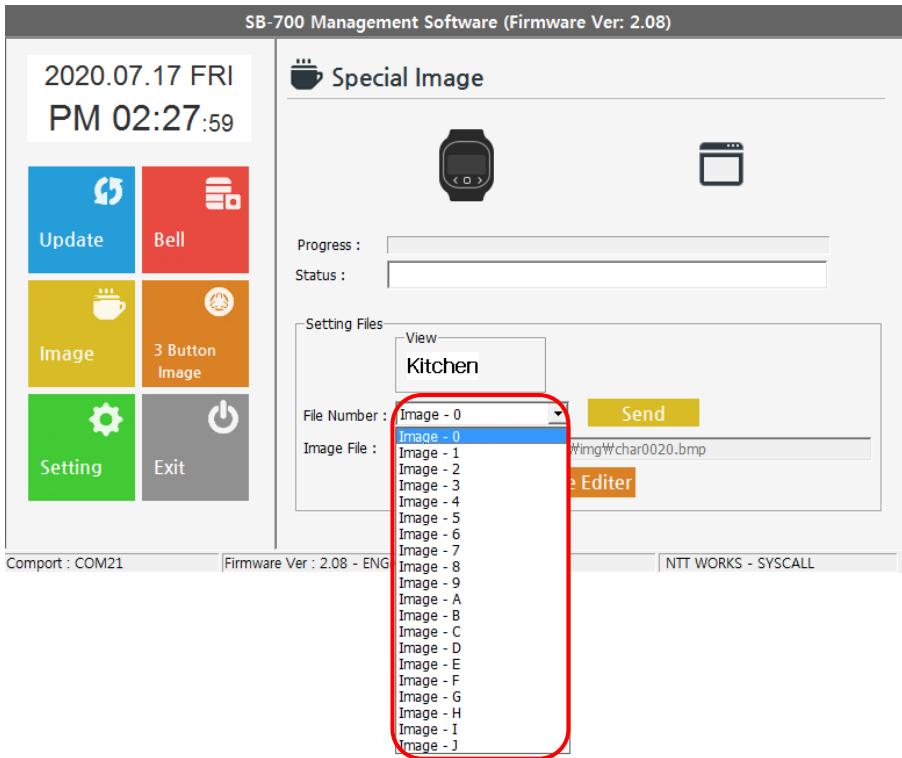 SB-700 Management Software (Firmware Ver: 2.08)
2020.07.17 FRI
PM 02:27:59
Update
Bell
Image
3 Button
Image
Setting
Exit
Special Image
Progress :
Status :
Setting Files
View
Kitchen
File Number :
Image - 0
Send
Image File :
₩img₩char0020.bmp
Editer
Image - 0
Image - 1
Image - 2
Image - 3
Image - 4
Image - 5
Image - 6
Image - 7
Image - 8
Image - 9
Image - A
Image - B
Image - C
Image - D
Image - E
Image - F
Image - G
Image - H
Image - I
Image - J
Comport : COM21
Firmware Ver : 2.08 - ENG
NTT WORKS - SYSCALL